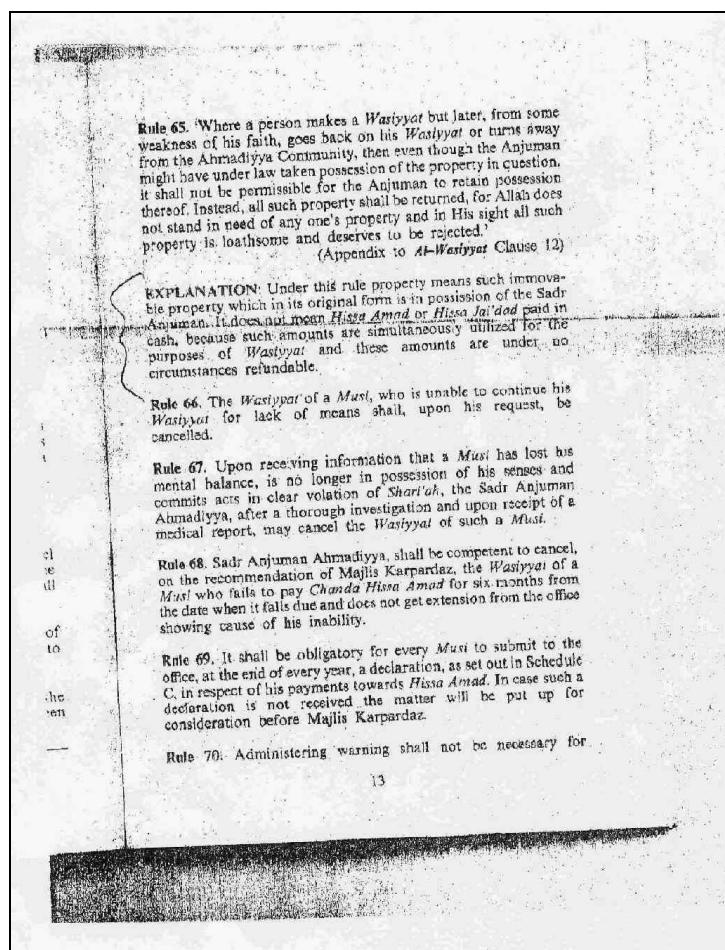 Rule 65. 'Where a person makes a Wasiyyat but later, from some
weakness of his faith, goes back on his Wasiyyat or turns away
from the Ahmadiyya Community, then even though the Anjuman
might have under law taken possession of the property in question,
it shall not be permissible for the Anjuman to retain possession
thereof. Instead, all such property shall be returned, for Allah does
not stand in need of any one's property and in His sight all such
property is loathsome and deserves to be rejected.'
(Appendix to Al-Wasiyyat Clause 12)
EXPLANATION: Under this rule property means such immova-
ble property which in its original form is in possission of the Sadr
Anjuman. It does not mean Hissa Amad or Hissa Jai'dad paid in
cash, because such amounts are simultaneously utilized for the
purposes of Wasiyyat and these amounts are under no
circumstances refundable.
Rule 66. The Wasiyyat of a Musi, who is unable to continue his
Wasiyyat for lack of means shall, upon his request, be
cancelled.
Rule 67. Upon receiving information that a Musi has lost his
mental balance, is no longer in possession of his senses and
commits acts in clear volation of Shari'ah, the Sadr Anjuman
Ahmadiyya, after a thorough investigation and upon receipt of a
medical report, may cancel the Wasiyyat of such a Musi.
Rule 68. Sadr Anjuman Ahmadiyya, shall be competent to cancel,
on the recommendation of Majlis Karpardaz, the Wasiyyat of a
Musi who fails to pay Chanda Hissa Amad for six months from
the date when it falls due and does not get extension from the office
showing cause of his inability.
Rule 69. It shall be obligatory for every Musi to submit to the
office, at the end of every year, a declaration, as set out in Schedule
C, in respect of his payments towards Hissa Amad. In case such a
declaration is not received the matter will be put up for
consideration before Majlis Karpardaz.
Rule 70. Administering warning shall not be necessary for
13
of
to